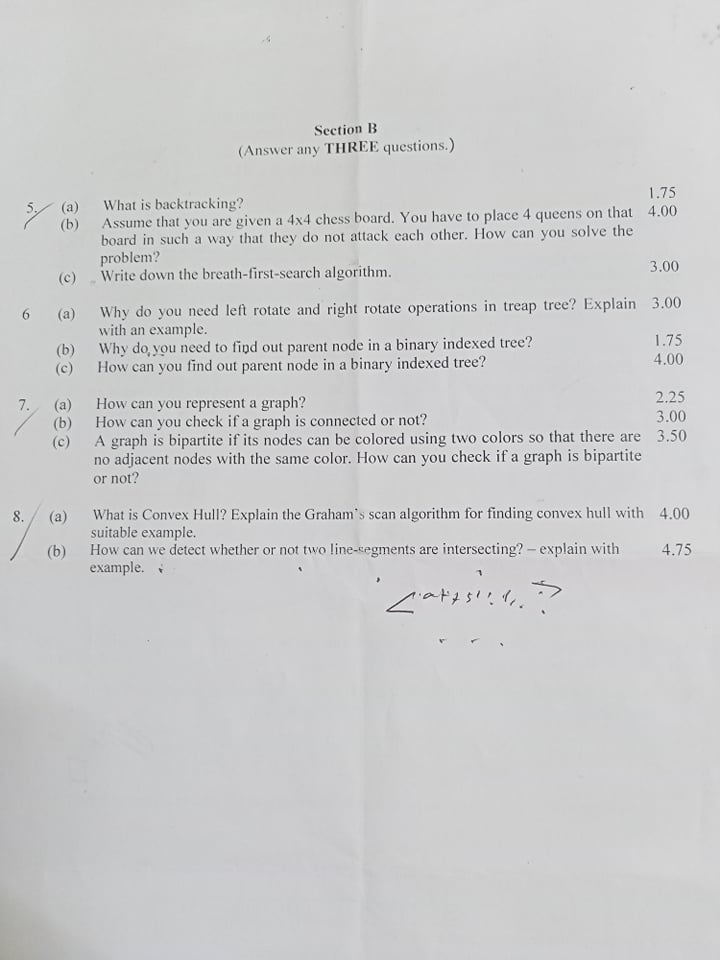 Section B
(Answer any THREE questions.)
5. (a) What is backtracking? 1.75
(b) Assume that you are given a 4x4 chess board. You have to place 4 queens on that 4.00
board in such a way that they do not attack each other. How can you solve the
problem?
(c) Write down the breath-first-search algorithm. 3.00
6 (a) Why do you need left rotate and right rotate operations in treap tree? Explain 3.00
with an example.
(b) Why do you need to find out parent node in a binary indexed tree? 1.75
(c) How can you find out parent node in a binary indexed tree? 4.00
7. (a) How can you represent a graph? 2.25
(b) How can you check if a graph is connected or not? 3.00
(c) A graph is bipartite if its nodes can be colored using two colors so that there are 3.50
no adjacent nodes with the same color. How can you check if a graph is bipartite
or not?
8. (a) What is Convex Hull? Explain the Graham's scan algorithm for finding convex hull with 4.00
suitable example.
(b) How can we detect whether or not two line-segments are intersecting? – explain with 4.75
example.